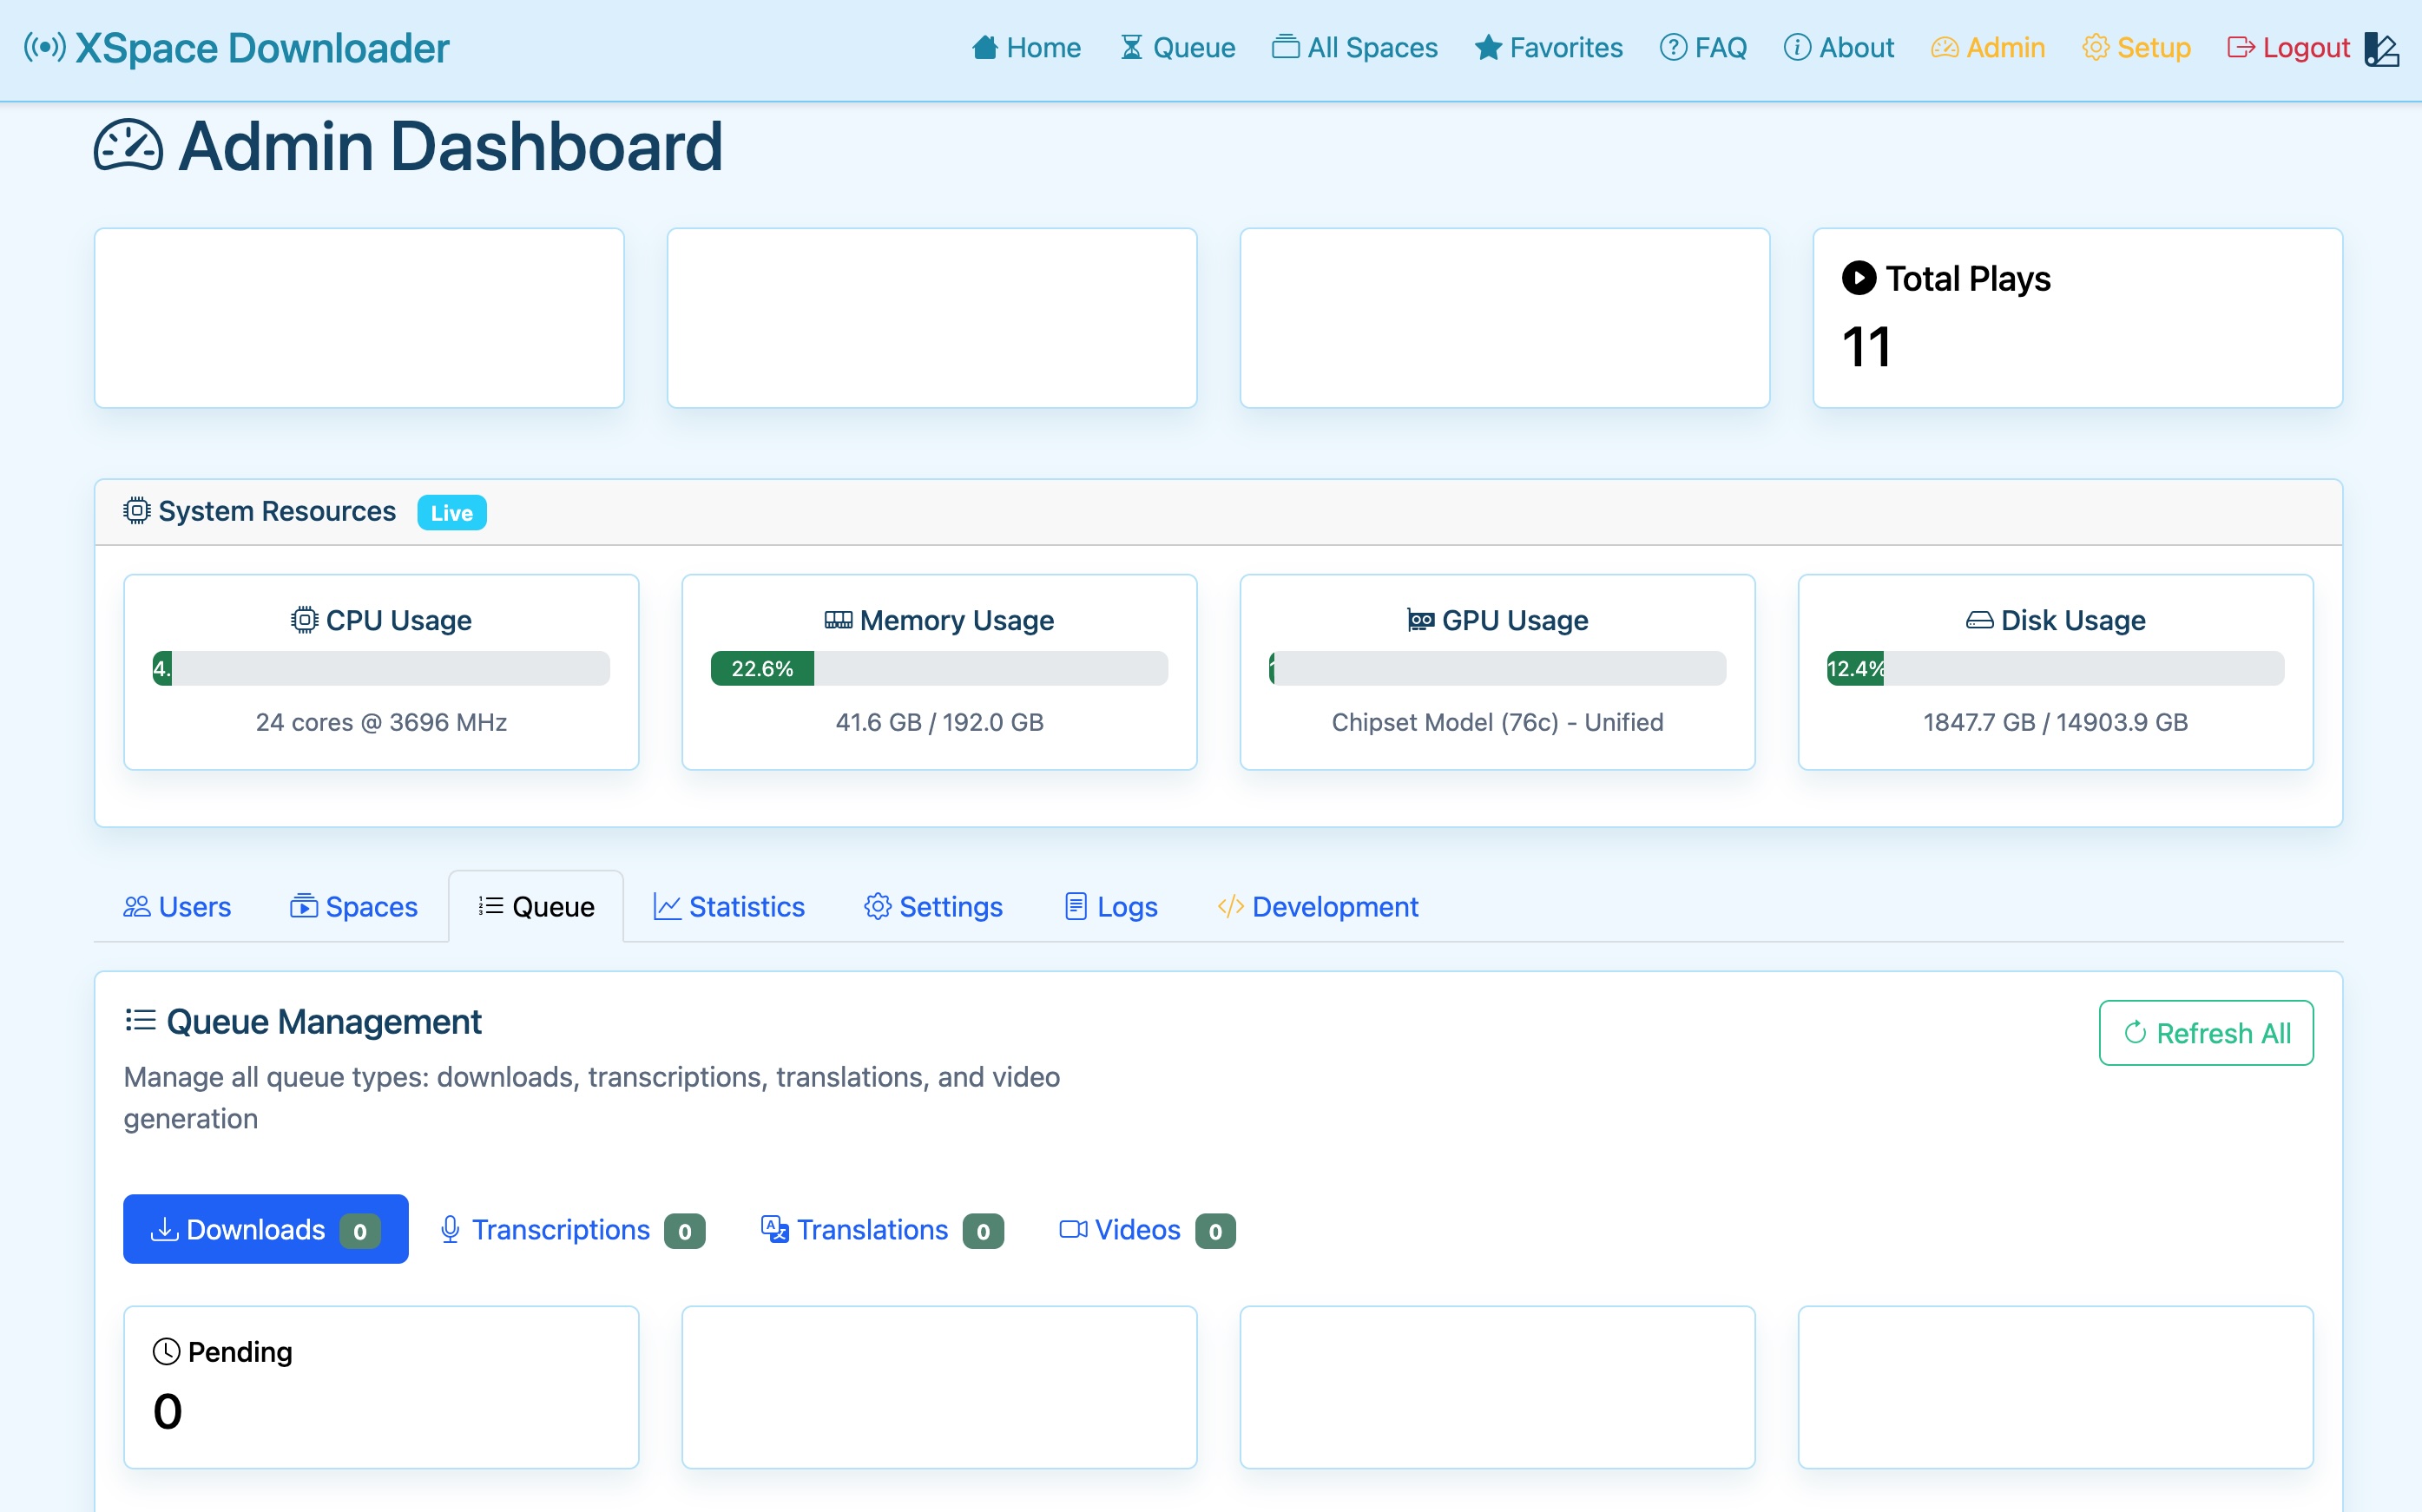 XSpace Downloader
Home Queue All Spaces Favorites FAQ About Admin Setup Logout
Admin Dashboard
Total Plays
11
System Resources Live
CPU Usage
4.
24 cores @ 3696 MHz
Memory Usage
22.6%
41.6 GB / 192.0 GB
GPU Usage
Chipset Model (76c) - Unified
Disk Usage
12.4%
1847.7 GB / 14903.9 GB
Users Spaces Queue Statistics Settings Logs Development
Queue Management
Refresh All
Manage all queue types: downloads, transcriptions, translations, and video
generation
Downloads 0 Transcriptions 0 Translations 0 Videos 0
Pending
0